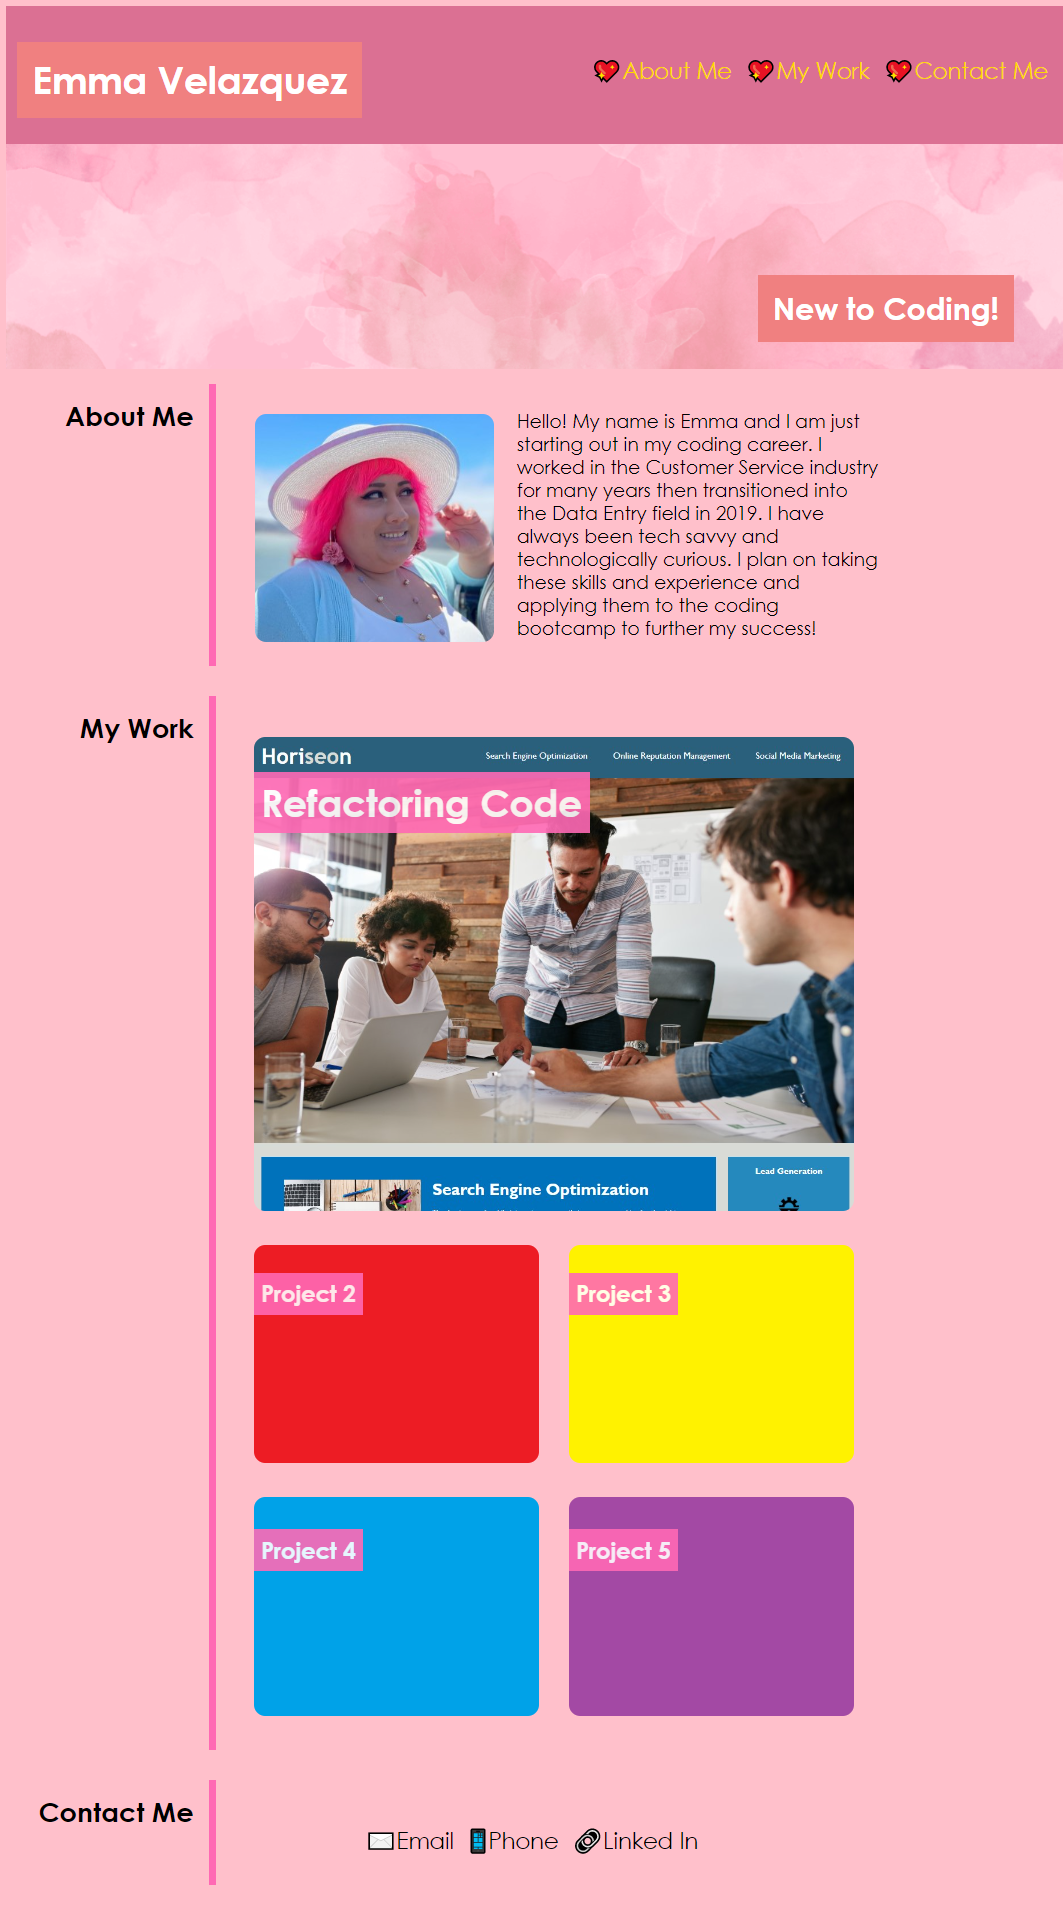 Emma Velazquez
💖About Me 💖My Work 💖Contact Me
New to Coding!
About Me
Hello! My name is Emma and I am just
starting out in my coding career. I
worked in the Customer Service industry
for many years then transitioned into
the Data Entry field in 2019. I have
always been tech savvy and
technologically curious. I plan on taking
these skills and experience and
applying them to the coding
bootcamp to further my success!
My Work
Horiseon
Search Engine Optimization Online Reputation Management Social Media Marketing
Refactoring Code
Search Engine Optimization
Lead Generation
Project 2
Project 3
Project 4
Project 5
Contact Me
✉️Email 📱Phone 🔗Linked In